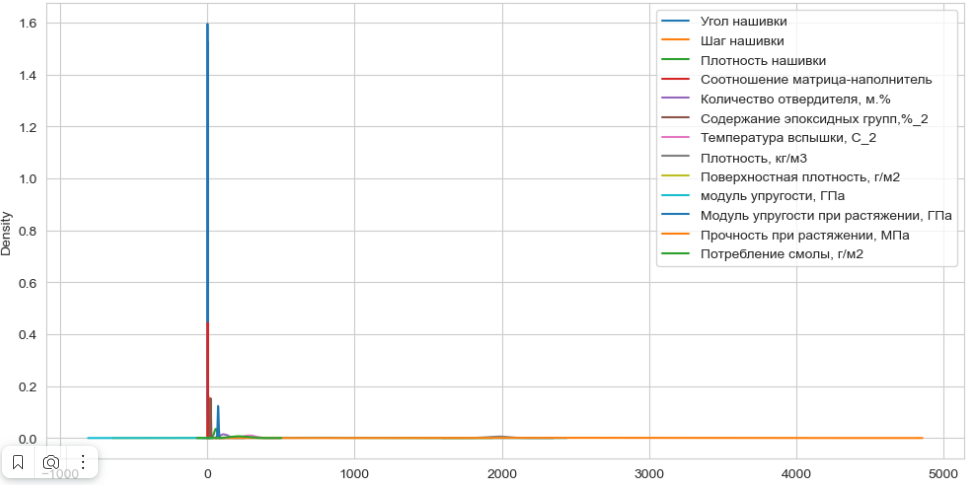 1.6
1.4
1.2
1.0
0.8
0.6
0.4
0.2
0.0
Density
Угол нашивки
Шаг нашивки
Плотность нашивки
Соотношение матрица-наполнитель
Количество отвердителя, м.%
Содержание эпоксидных групп,%_2
Температура вспышки, С_2
Плотность, кг/м3
Поверхностная плотность, г/м2
модуль упругости, ГПа
Модуль упругости при растяжении, ГПа
Прочность при растяжении, МПа
Потребление смолы, г/м2
−1000 0 1000 2000 3000 4000 5000